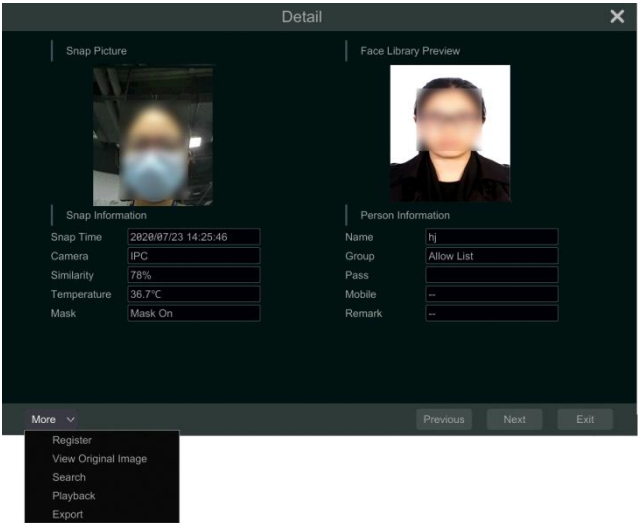 Detail
Snap Picture
Face Library Preview
Snap Information
Snap Time 2020/07/23 14:25:46
Camera IPC
Similarity 78%
Temperature 36.7°C
Mask Mask On
Person Information
Name hj
Group Allow List
Pass
Mobile --
Remark --
More
Previous Next Exit
Register
View Original Image
Search
Playback
Export